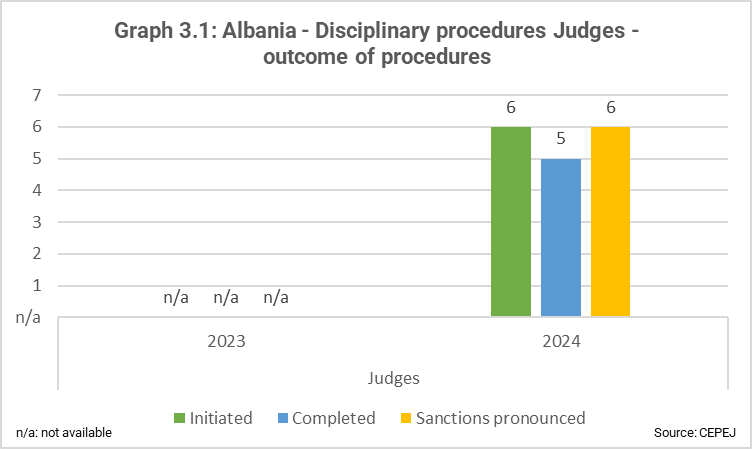 Graph 3.1: Albania - Disciplinary procedures Judges -
outcome of procedures
7
6
5
4
3
2
1
n/a
n/a n/a n/a
6
5
6
2023 2024
Judges
Initiated Completed Sanctions pronounced
n/a: not available
Source: CEPEJ